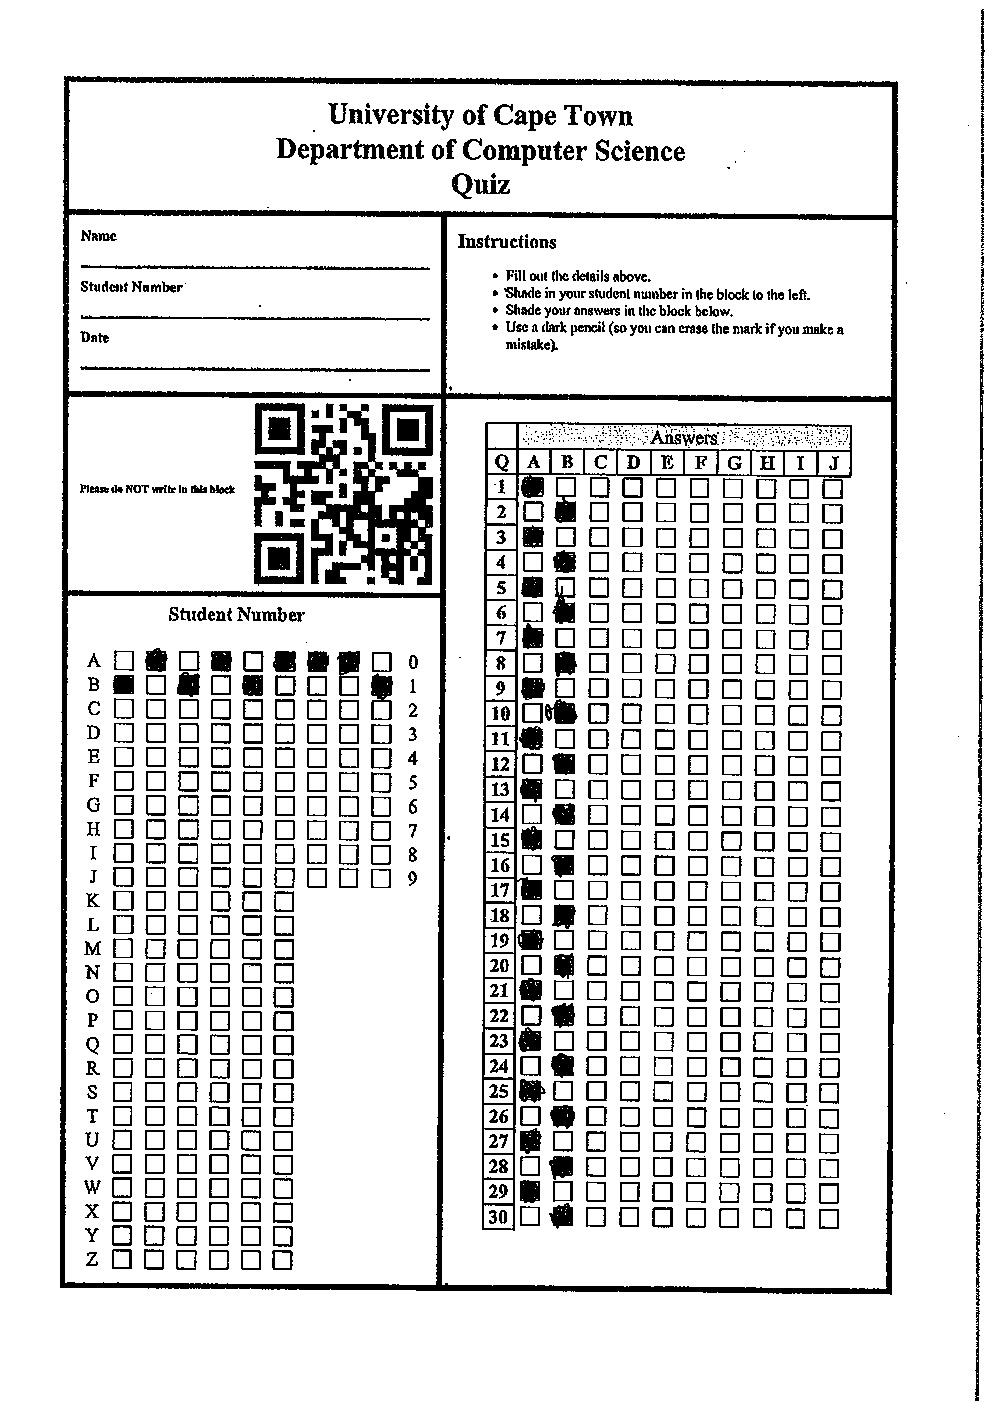 University of Cape Town
Department of Computer Science
Quiz
Name
Student Number
Date
Instructions
• Fill out the details above.
• Shade in your student number in the block to the left.
• Shade your answers in the block below.
• Use a dark pencil (so you can erase the mark if you make a
mistake).
Please do NOT write in this block
Student Number
A 0
B 1
C 2
D 3
E 4
F 5
G 6
H 7
I 8
J 9
K
L
M
N
O
P
Q
R
S
T
U
V
W
X
Y
Z
Answers
Q A B C D E F G H I J
1
2
3
4
5
6
7
8
9
10
11
12
13
14
15
16
17
18
19
20
21
22
23
24
25
26
27
28
29
30